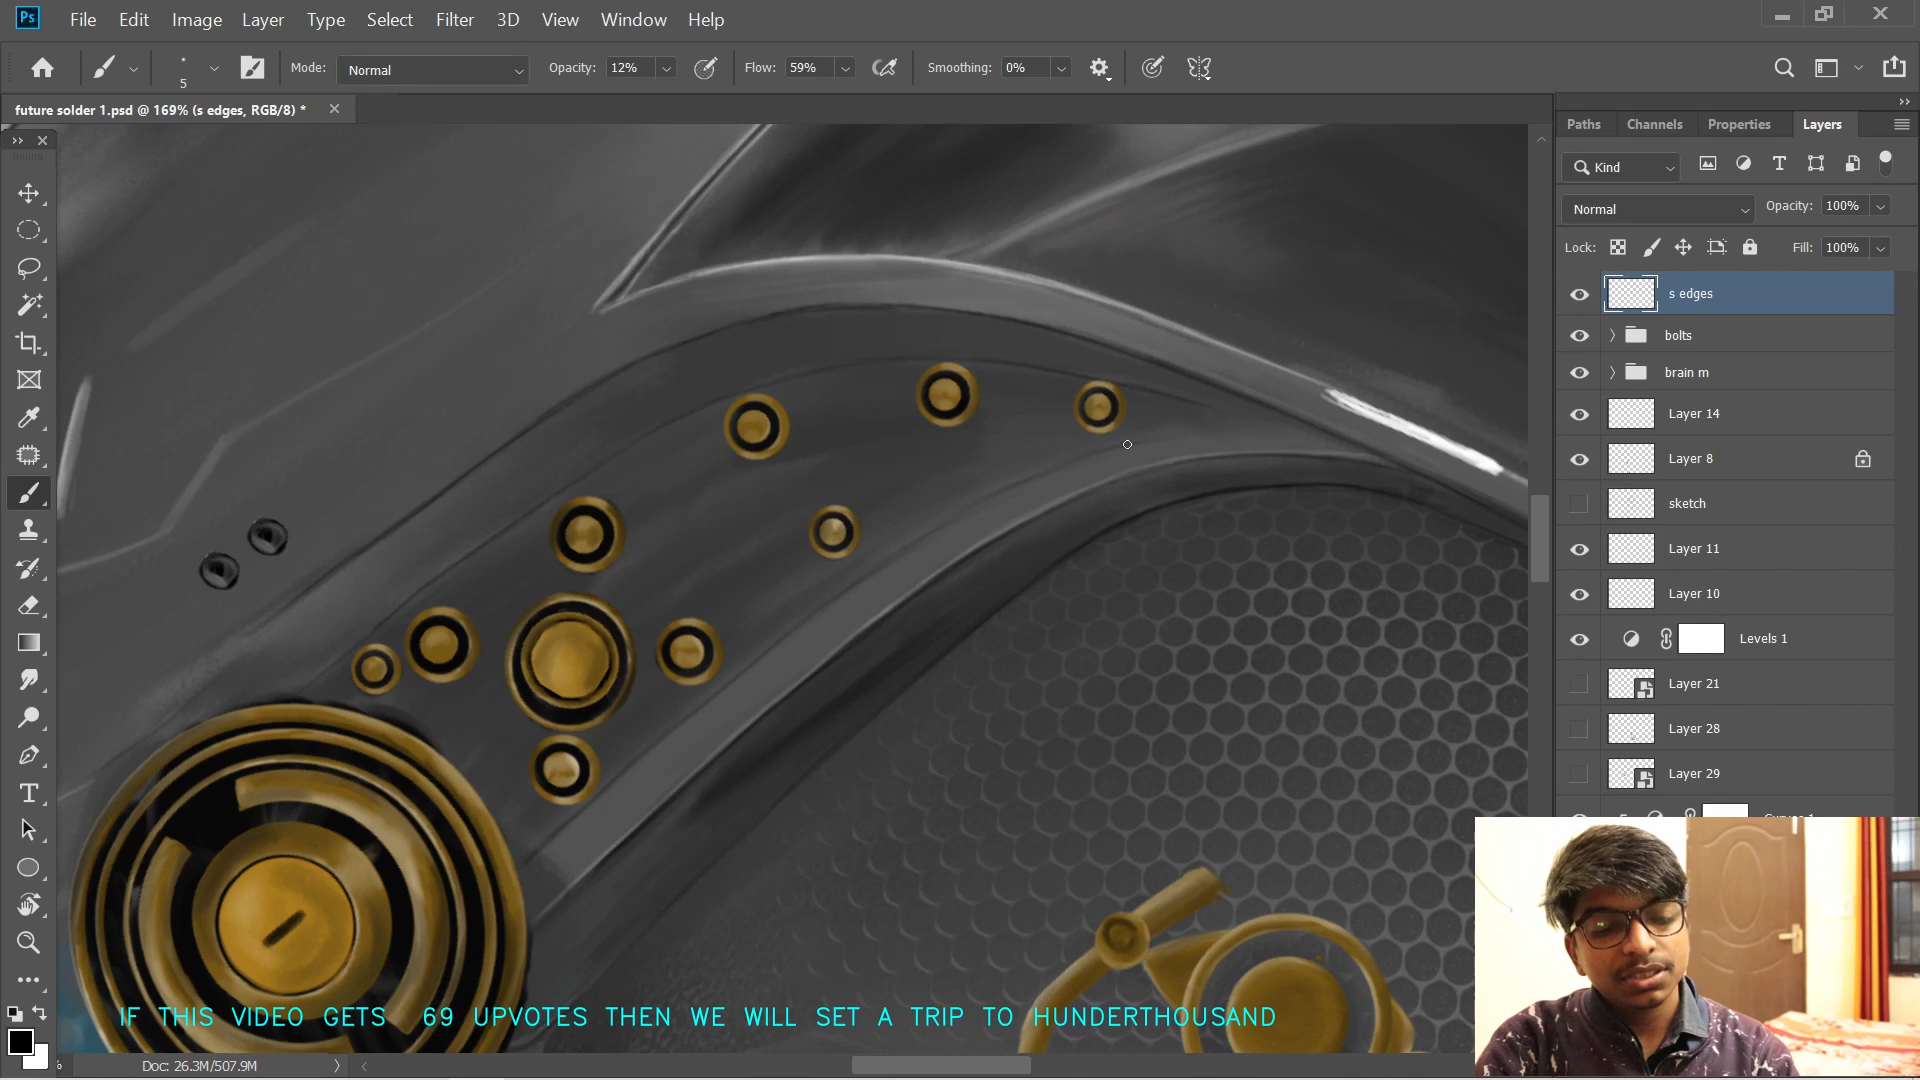 Ps File Edit Image Layer Type Select Filter 3D View Window Help
5 Mode: Normal Opacity: 12% Flow: 59% Smoothing: 0%
future solder 1.psd @ 169% (s edges, RGB/8) *
Paths Channels Properties Layers
Kind
Normal Opacity: 100%
Lock: Fill: 100%
s edges
bolts
brain m
Layer 14
Layer 8
sketch
Layer 11
Layer 10
Levels 1
Layer 21
Layer 28
Layer 29
IF THIS VIDEO GETS 69 UPVOTES THEN WE WILL SET A TRIP TO HUNDERTHOUSAND
% Doc: 26.3M/507.9M